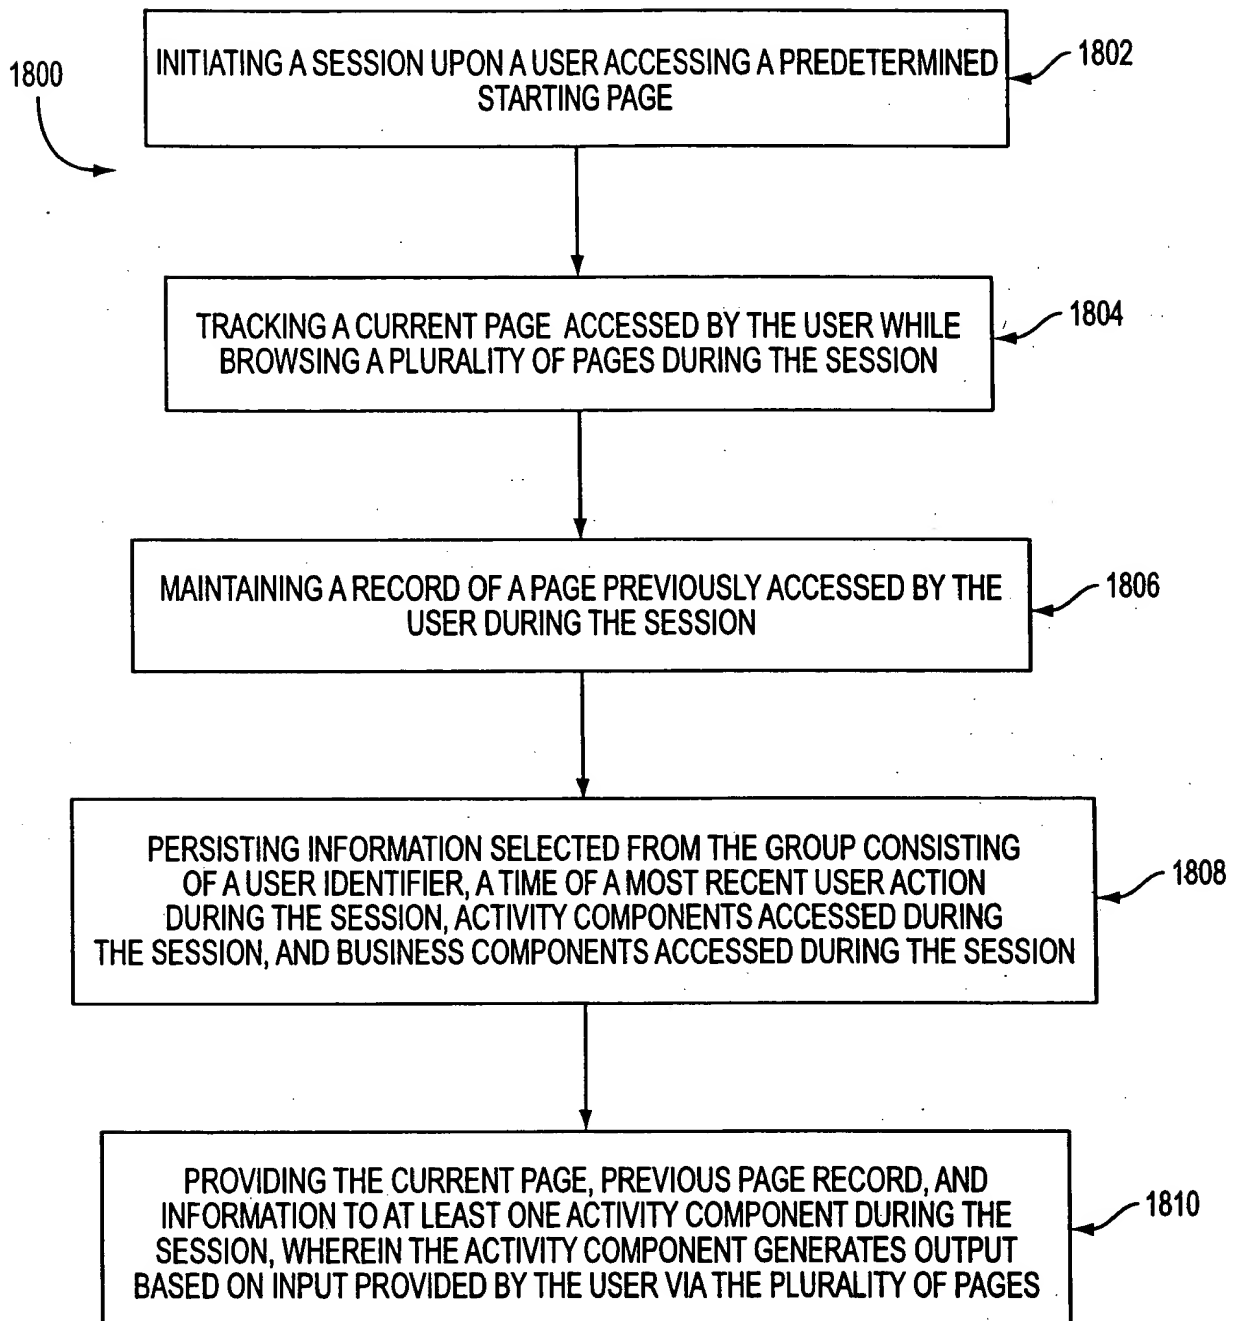 1800
INITIATING A SESSION UPON A USER ACCESSING A PREDETERMINED
STARTING PAGE
1802
TRACKING A CURRENT PAGE ACCESSED BY THE USER WHILE
BROWSING A PLURALITY OF PAGES DURING THE SESSION
1804
MAINTAINING A RECORD OF A PAGE PREVIOUSLY ACCESSED BY THE
USER DURING THE SESSION
1806
PERSISTING INFORMATION SELECTED FROM THE GROUP CONSISTING
OF A USER IDENTIFIER, A TIME OF A MOST RECENT USER ACTION
DURING THE SESSION, ACTIVITY COMPONENTS ACCESSED DURING
THE SESSION, AND BUSINESS COMPONENTS ACCESSED DURING THE SESSION
1808
PROVIDING THE CURRENT PAGE, PREVIOUS PAGE RECORD, AND
INFORMATION TO AT LEAST ONE ACTIVITY COMPONENT DURING THE
SESSION, WHEREIN THE ACTIVITY COMPONENT GENERATES OUTPUT
BASED ON INPUT PROVIDED BY THE USER VIA THE PLURALITY OF PAGES
1810